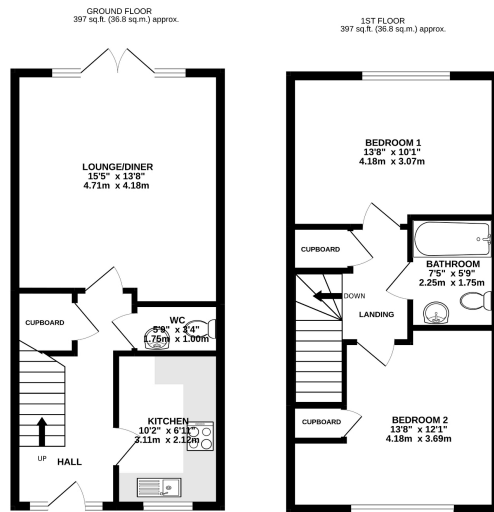 GROUND FLOOR
397 sq.ft. (36.8 sq.m.) approx.
LOUNGE/DINER
15'5" x 13'8"
4.71m x 4.18m
CUPBOARD
WC
5'9" x 3'4"
1.75m x 1.00m
KITCHEN
10'2" x 6'11"
3.11m x 2.12m
UP
HALL
1ST FLOOR
397 sq.ft. (36.8 sq.m.) approx.
BEDROOM 1
13'8" x 10'1"
4.18m x 3.07m
CUPBOARD
BATHROOM
7'5" x 5'9"
2.25m x 1.75m
DOWN
LANDING
CUPBOARD
BEDROOM 2
13'8" x 12'1"
4.18m x 3.69m